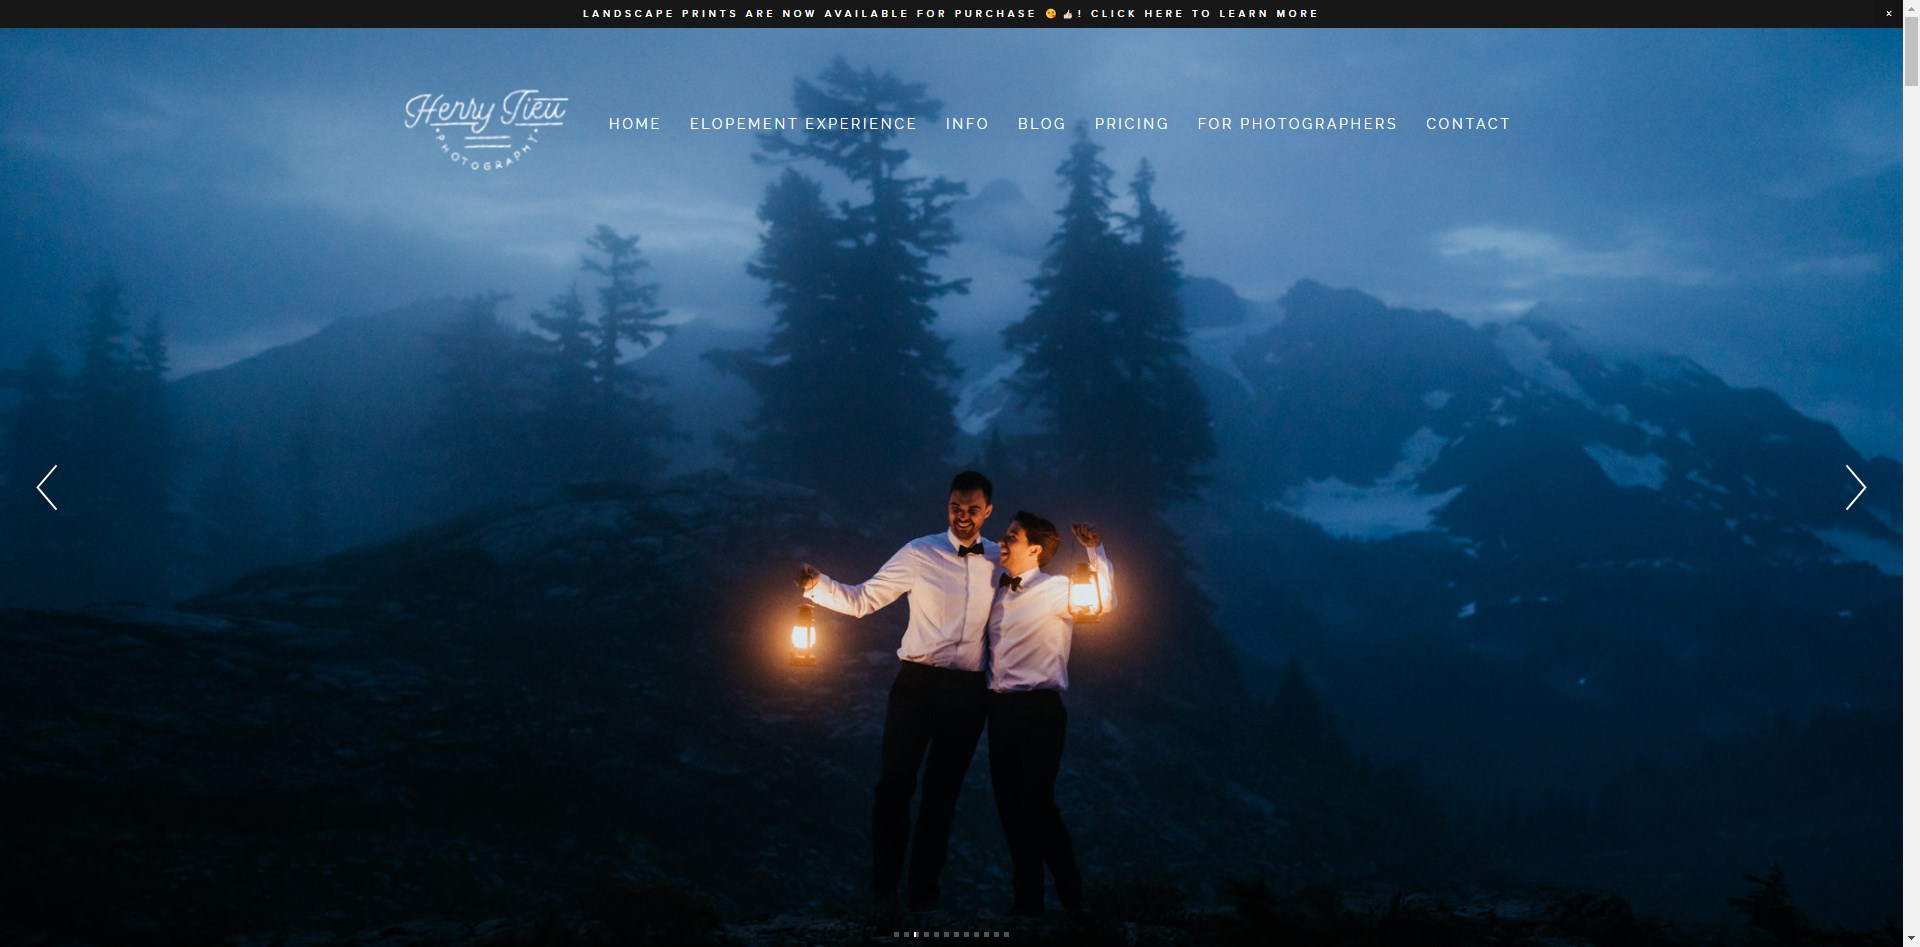 LANDSCAPE PRINTS ARE NOW AVAILABLE FOR PURCHASE 😘 👍🏻! CLICK HERE TO LEARN MORE
×
Henry Tieu
PHOTOGRAPHY
HOME ELOPEMENT EXPERIENCE INFO BLOG PRICING FOR PHOTOGRAPHERS CONTACT